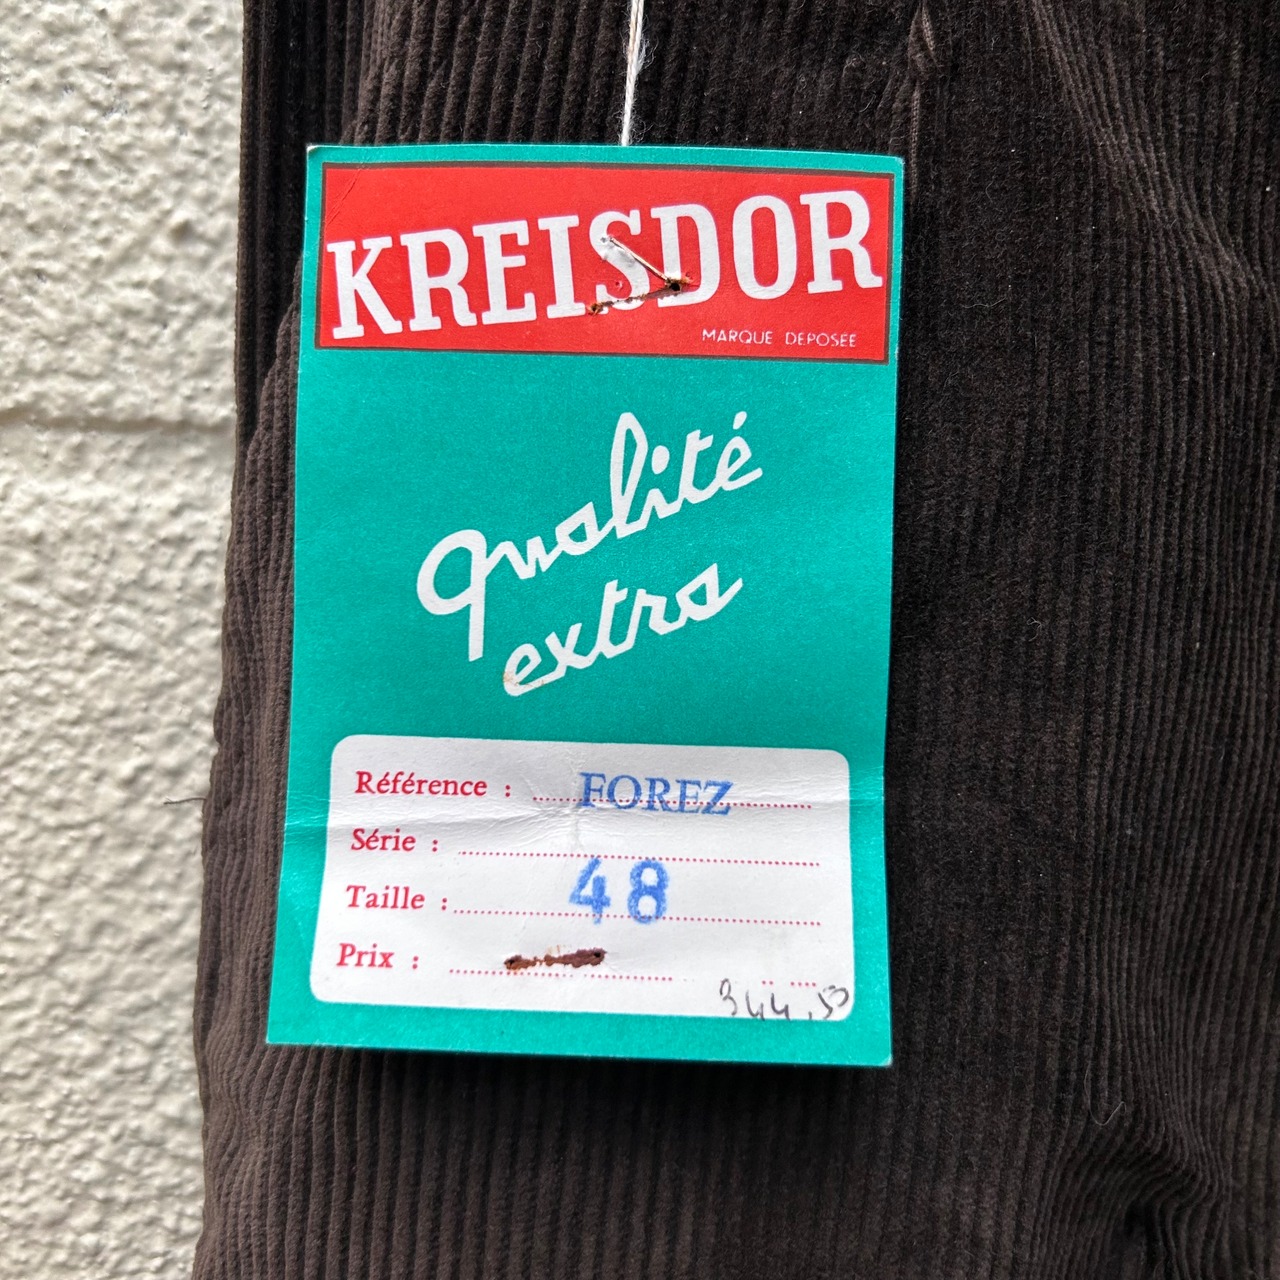 KREISDOR
MARQUE DEPOSEE
qualité
extra
Référence : FOREZ
Série :
Taille : 48
Prix :
344,50